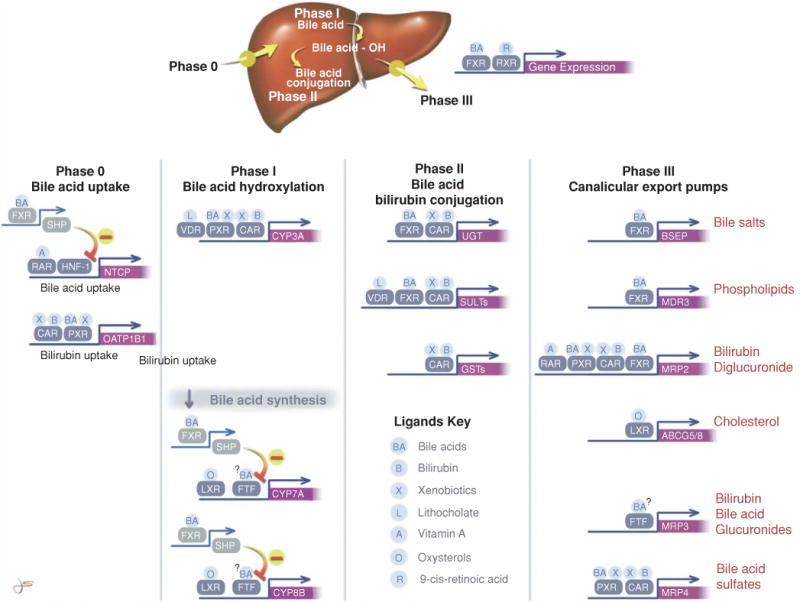 Phase I
Bile acid
Bile acid - OH
Bile acid
conjugation
Phase II
Phase 0
Phase III
BA R
FXR RXR Gene Expression
Phase 0
Bile acid uptake
BA
FXR
SHP
A
RAR HNF-1 NTCP
Bile acid uptake
X B BA X
CAR PXR OATP1B1
Bilirubin uptake
Bilirubin uptake
Phase I
Bile acid hydroxylation
L BA X X B
VDR PXR CAR CYP3A
Bile acid synthesis
BA
FXR
SHP
O ? BA
LXR FTF CYP7A
BA
FXR
SHP
O ? BA
LXR FTF CYP8B
Phase II
Bile acid
bilirubin conjugation
BA X B
FXR CAR UGT
L BA X B
VDR FXR CAR SULTs
X B
CAR GSTs
Ligands Key
BA Bile acids
B Bilirubin
X Xenobiotics
L Lithocholate
A Vitamin A
O Oxysterols
R 9-cis-retinoic acid
Phase III
Canalicular export pumps
BA
FXR BSEP
Bile salts
BA
FXR MDR3
Phospholipids
A BA X X B BA
RAR PXR CAR FXR MRP2
Bilirubin
Diglucuronide
O
LXR ABCG5/8
Cholesterol
BA ?
FTF MRP3
Bilirubin
Bile acid
Glucuronides
BA X X B
PXR CAR MRP4
Bile acid
sulfates